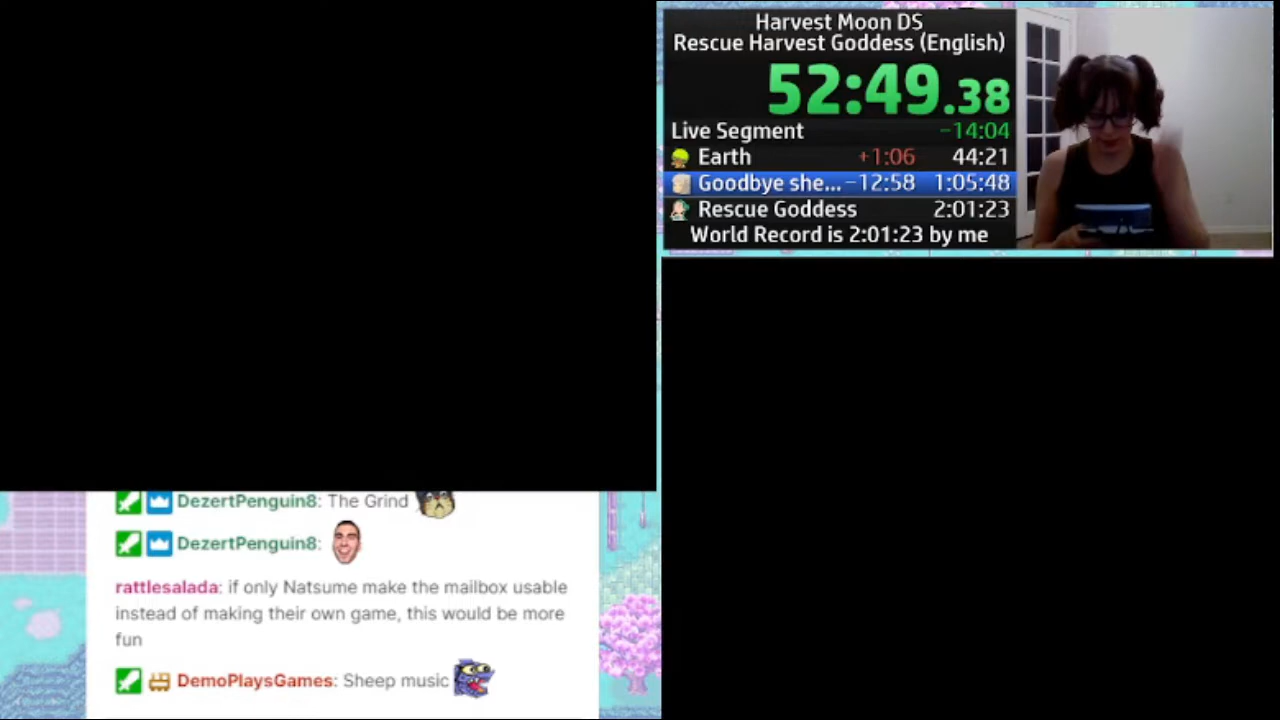 Harvest Moon DS
Rescue Harvest Goddess (English)
52:49.38
Live Segment -14:04
Earth +1:06 44:21
Goodbye she... -12:58 1:05:48
Rescue Goddess 2:01:23
World Record is 2:01:23 by me
DezertPenguin8: The Grind
DezertPenguin8:
rattlesalada: if only Natsume make the mailbox usable
instead of making their own game, this would be more
fun
DemoPlaysGames: Sheep music